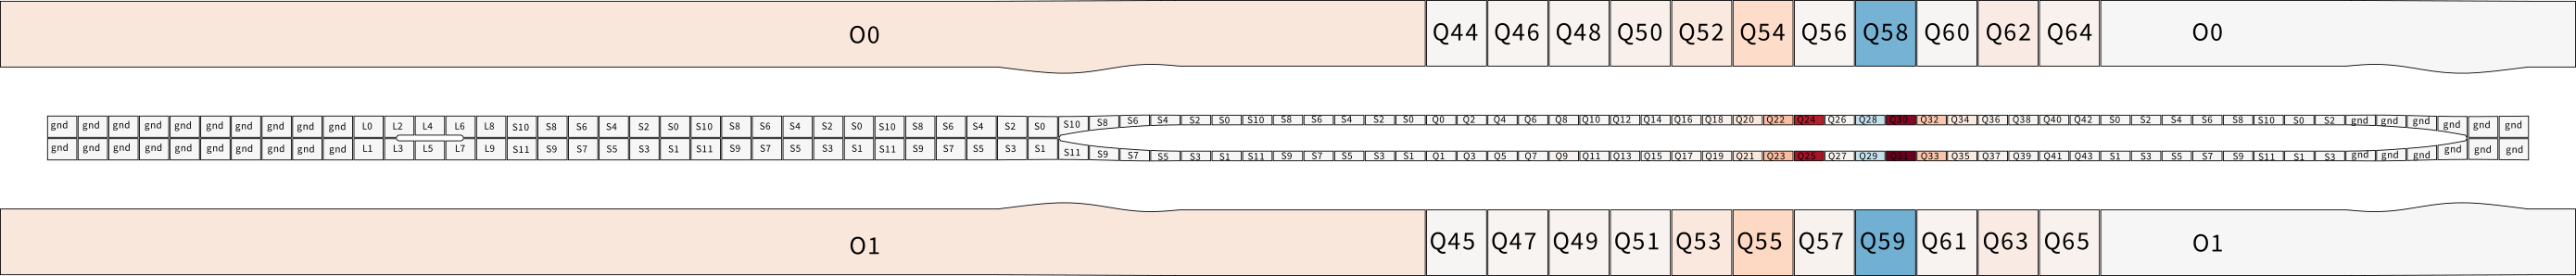 O0 Q44 Q46 Q48 Q50 Q52 Q54 Q56 Q58 Q60 Q62 Q64 O0
gnd gnd gnd gnd gnd gnd gnd gnd gnd gnd L0 L2 L4 L6 L8 S10 S8 S6 S4 S2 S0 S10 S8 S6 S4 S2 S0 S10 S8 S6 S4 S2 S0 S10 S8 S6 S4 S2 S0 S10 S8 S6 S4 S2 S0 Q0 Q2 Q4 Q6 Q8 Q10 Q12 Q14 Q16 Q18 Q20 Q22 Q24 Q26 Q28 Q30 Q32 Q34 Q36 Q38 Q40 Q42 S0 S2 S4 S6 S8 S10 S0 S2 gnd gnd gnd gnd gnd gnd
gnd gnd gnd gnd gnd gnd gnd gnd gnd gnd L1 L3 L5 L7 L9 S11 S9 S7 S5 S3 S1 S11 S9 S7 S5 S3 S1 S11 S9 S7 S5 S3 S1 S11 S9 S7 S5 S3 S1 S11 S9 S7 S5 S3 S1 Q1 Q3 Q5 Q7 Q9 Q11 Q13 Q15 Q17 Q19 Q21 Q23 Q25 Q27 Q29 Q31 Q33 Q35 Q37 Q39 Q41 Q43 S1 S3 S5 S7 S9 S11 S1 S3 gnd gnd gnd gnd gnd gnd
O1 Q45 Q47 Q49 Q51 Q53 Q55 Q57 Q59 Q61 Q63 Q65 O1